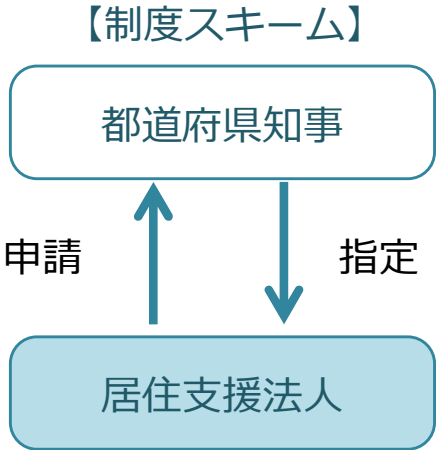 【制度スキーム】
都道府県知事
申請
指定
居住支援法人